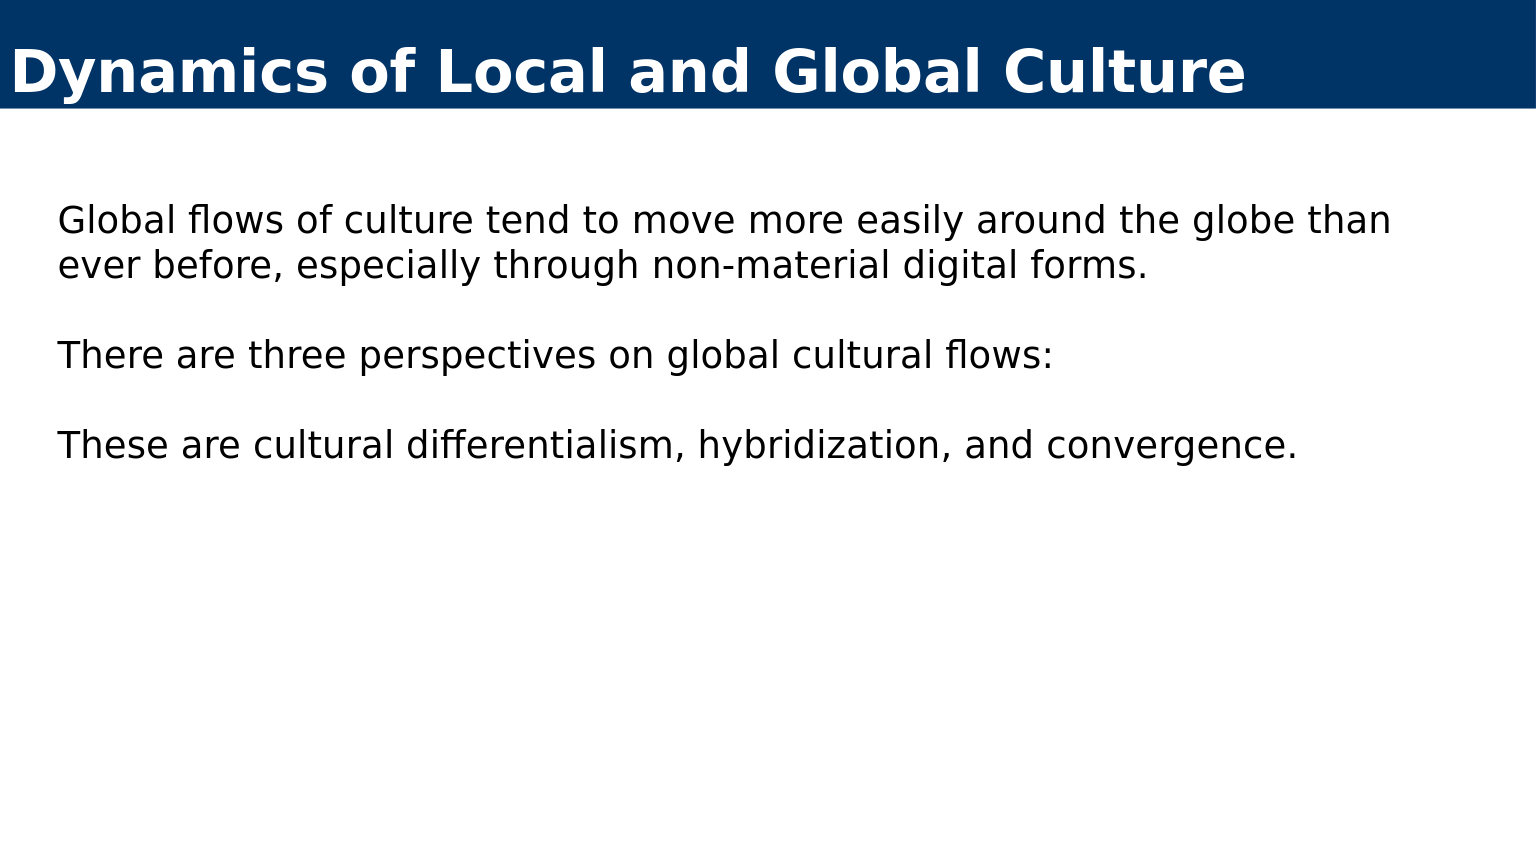 Dynamics of Local and Global Culture
Global flows of culture tend to move more easily around the globe than
ever before, especially through non-material digital forms.
There are three perspectives on global cultural flows:
These are cultural differentialism, hybridization, and convergence.